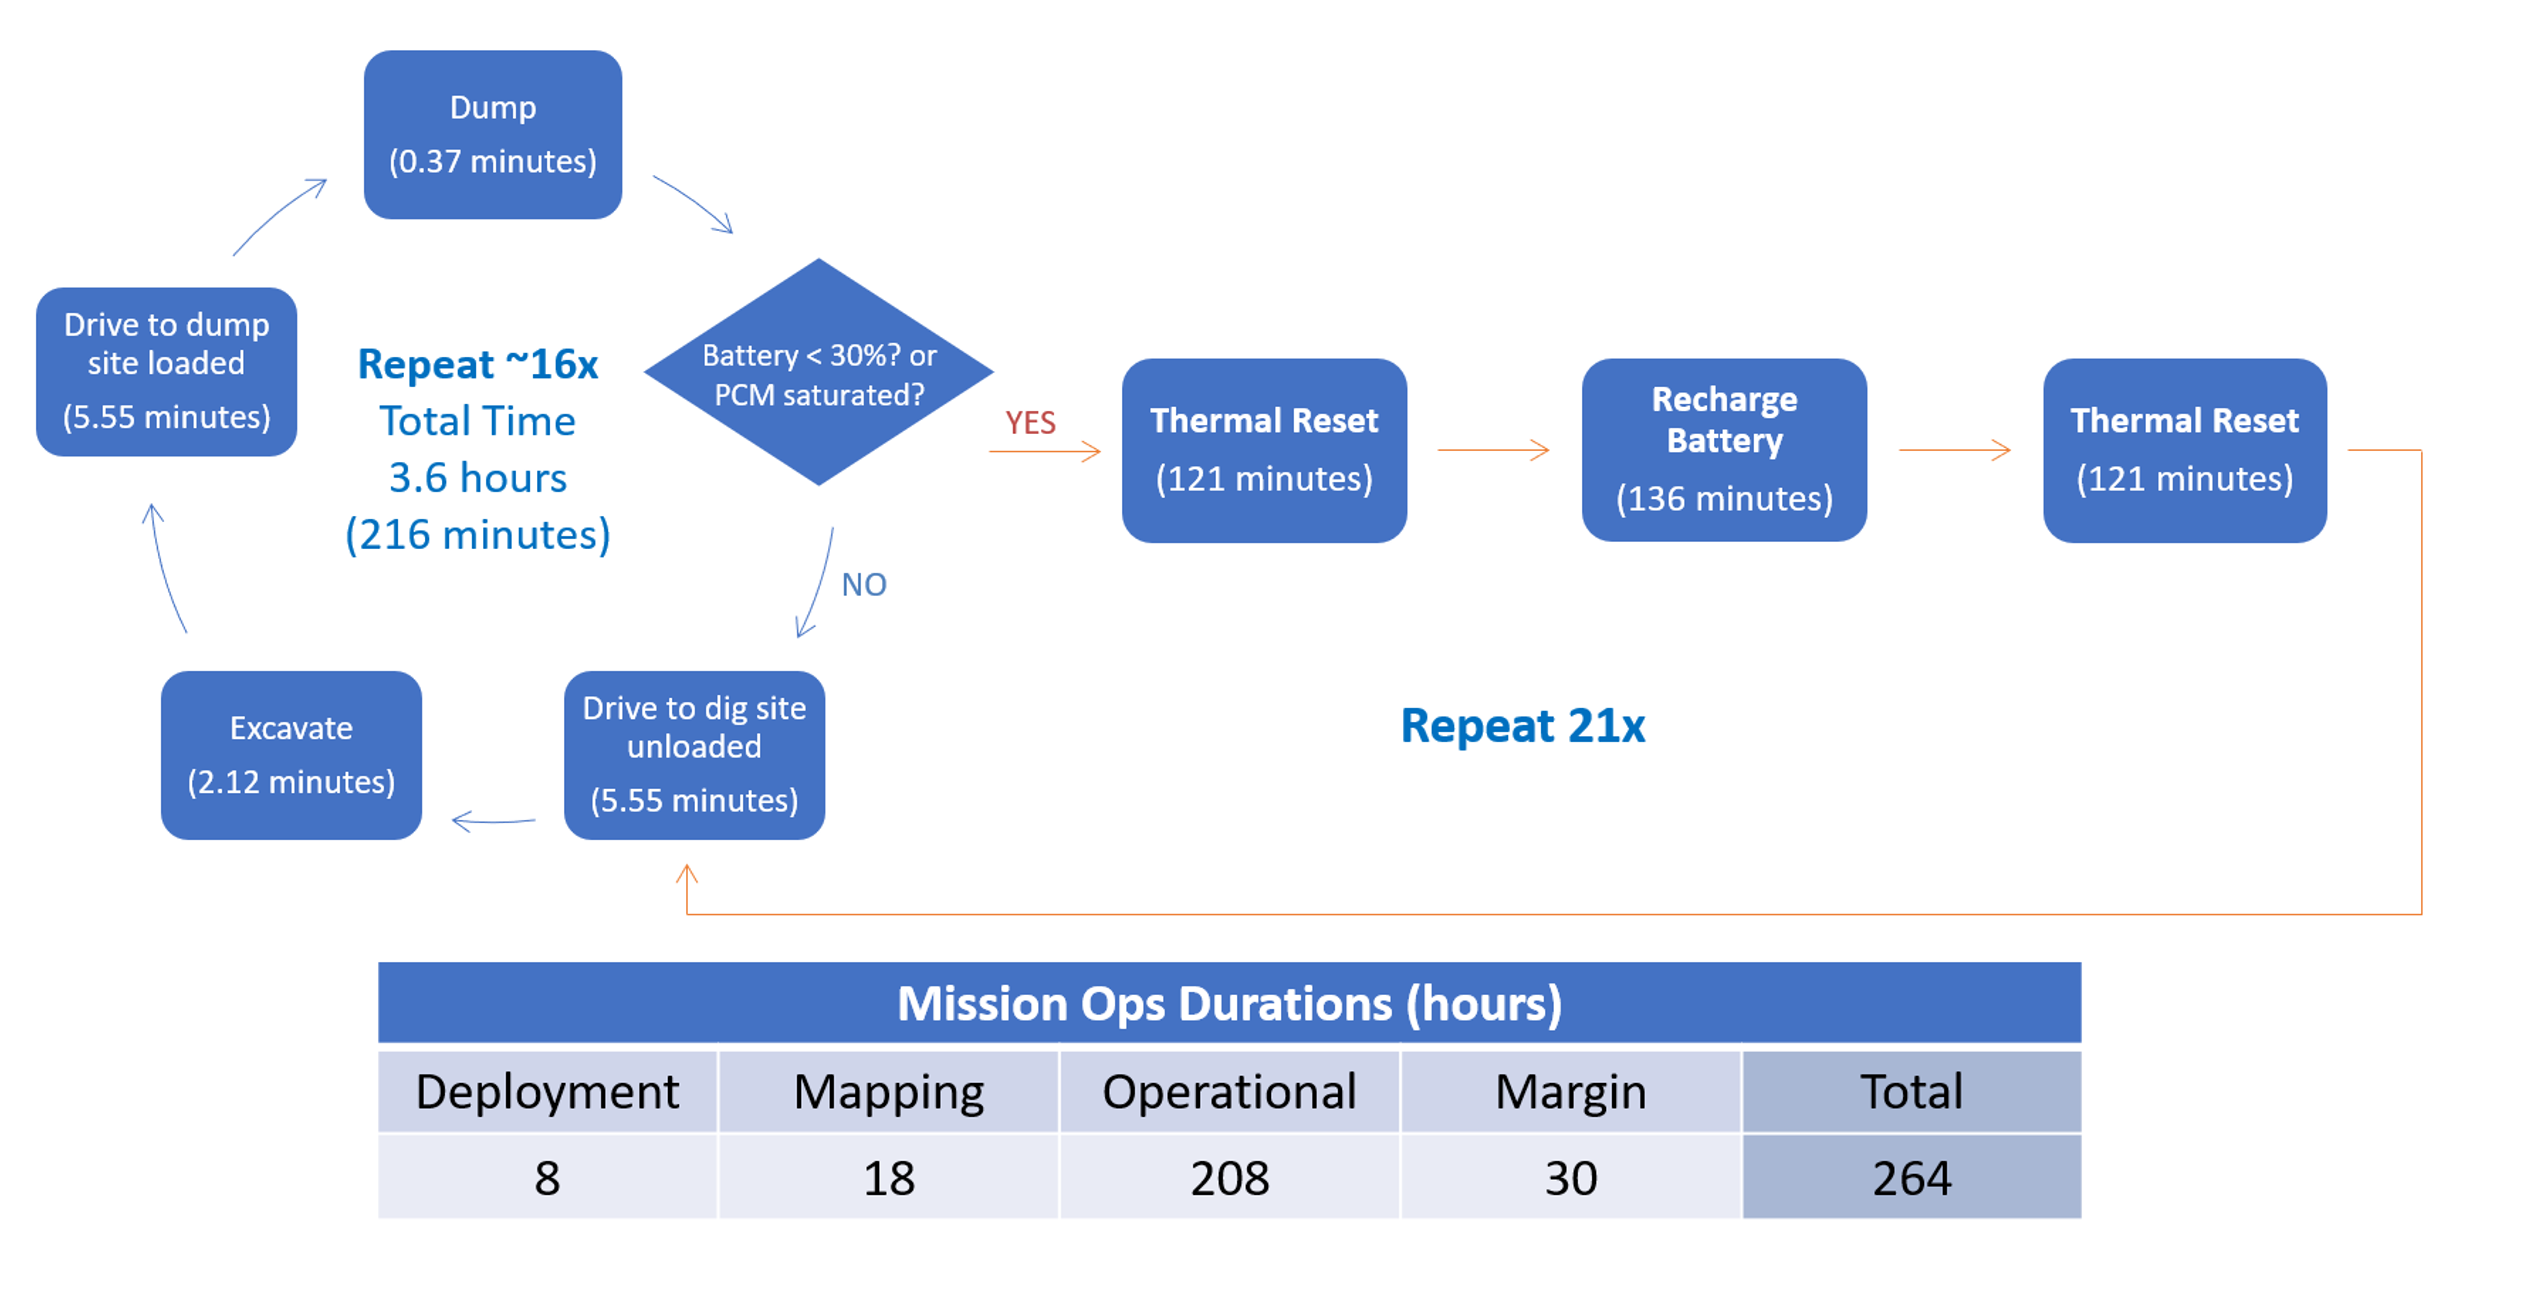 Dump
(0.37 minutes)
Drive to dump
site loaded
(5.55 minutes)
Repeat ~16x
Total Time
3.6 hours
(216 minutes)
Battery < 30%? or
PCM saturated?
YES
NO
Thermal Reset
(121 minutes)
Recharge
Battery
(136 minutes)
Thermal Reset
(121 minutes)
Excavate
(2.12 minutes)
Drive to dig site
unloaded
(5.55 minutes)
Repeat 21x
Mission Ops Durations (hours)
Deployment Mapping Operational Margin Total
8 18 208 30 264